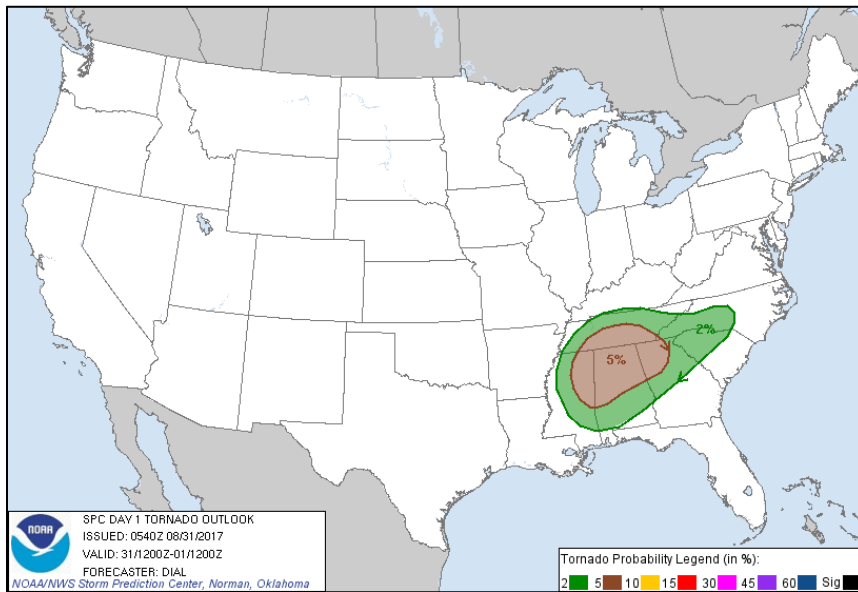 2%
5%
NOAA
SPC DAY 1 TORNADO OUTLOOK
ISSUED: 0540Z 08/31/2017
VALID: 31/1200Z-01/1200Z
FORECASTER: DIAL
NOAA/NWS Storm Prediction Center, Norman, Oklahoma
Tornado Probability Legend (in %):
2 5 10 15 30 45 60 Sig